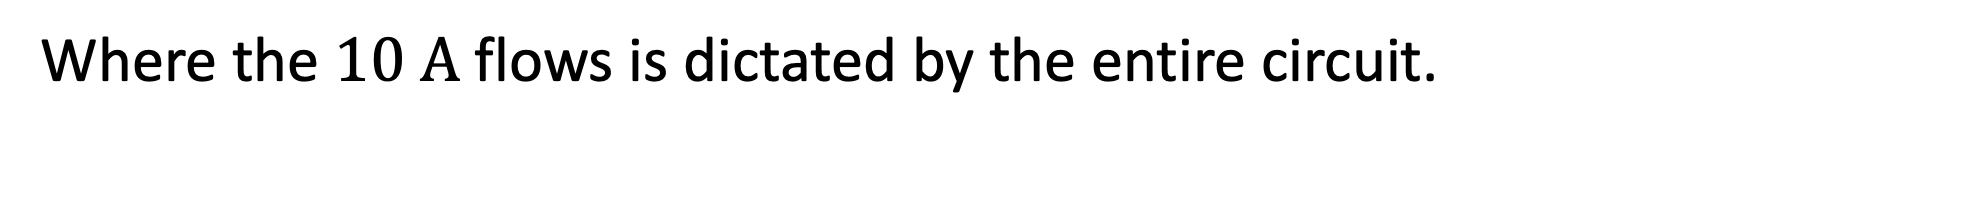 Where the 10 A flows is dictated by the entire circuit.